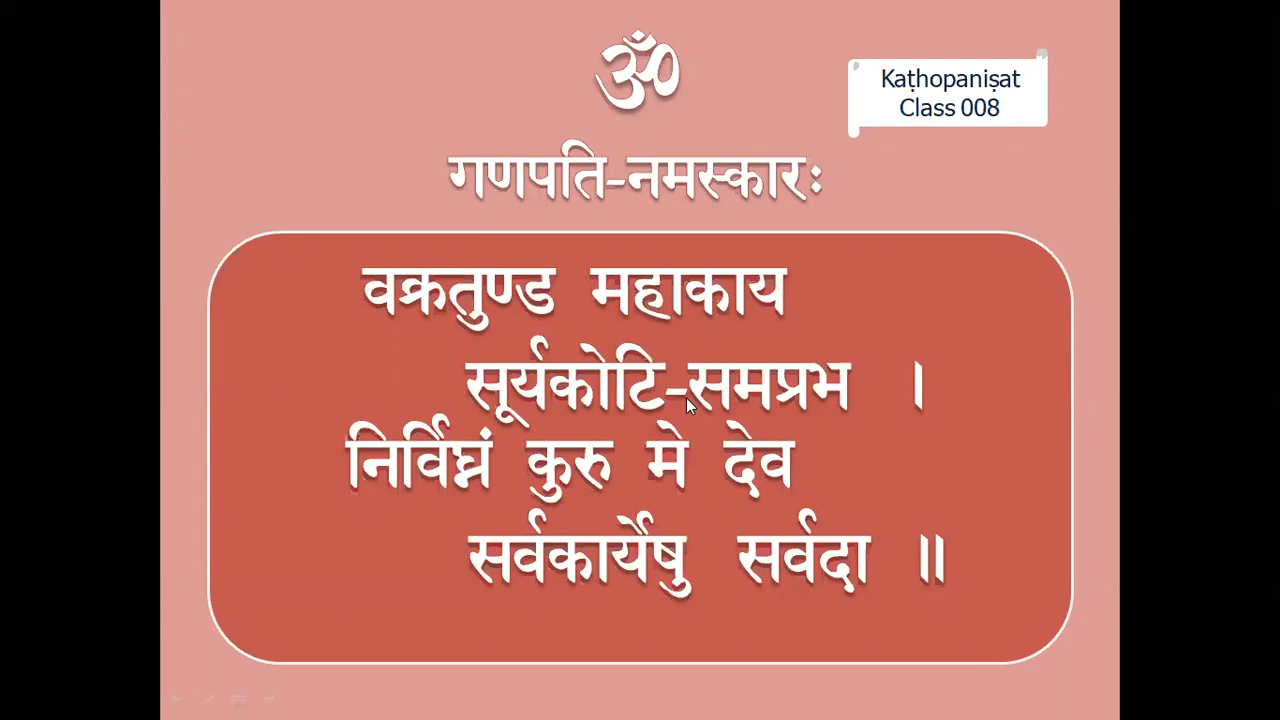 ॐ
Kaṭhopaniṣat
Class 008
गणपति-नमस्कारः
वक्रतुण्ड महाकाय
सूर्यकोटि-समप्रभ ।
निर्विघ्नं कुरु मे देव
सर्वकार्येषु सर्वदा ॥